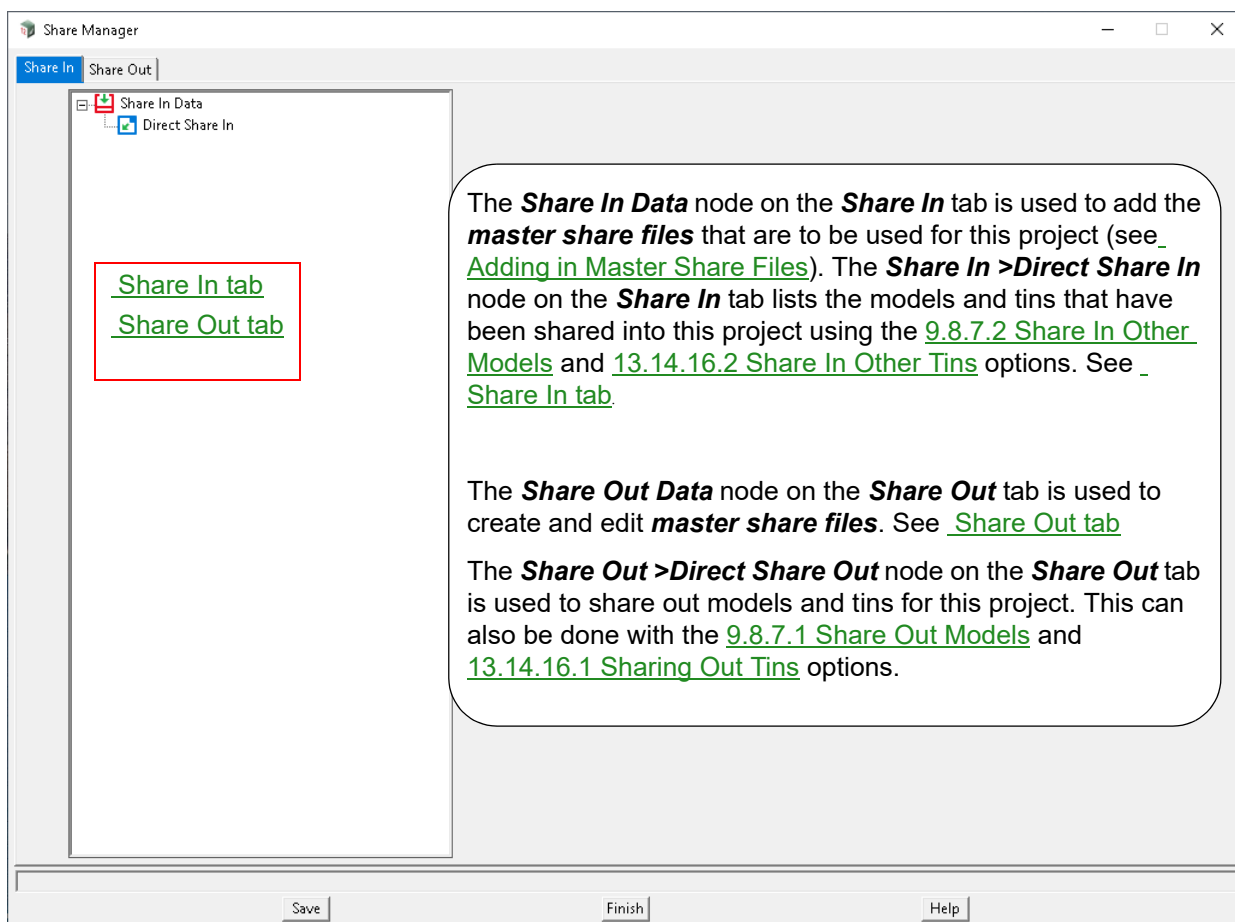 Share Manager
Share In Share Out
Share In Data
Direct Share In
Share In tab
Share Out tab
The Share In Data node on the Share In tab is used to add the
master share files that are to be used for this project (see
Adding in Master Share Files). The Share In >Direct Share In
node on the Share In tab lists the models and tins that have
been shared into this project using the 9.8.7.2 Share In Other
Models and 13.14.16.2 Share In Other Tins options. See
Share In tab.
The Share Out Data node on the Share Out tab is used to
create and edit master share files. See Share Out tab
The Share Out >Direct Share Out node on the Share Out tab
is used to share out models and tins for this project. This can
also be done with the 9.8.7.1 Share Out Models and
13.14.16.1 Sharing Out Tins options.
Save Finish Help